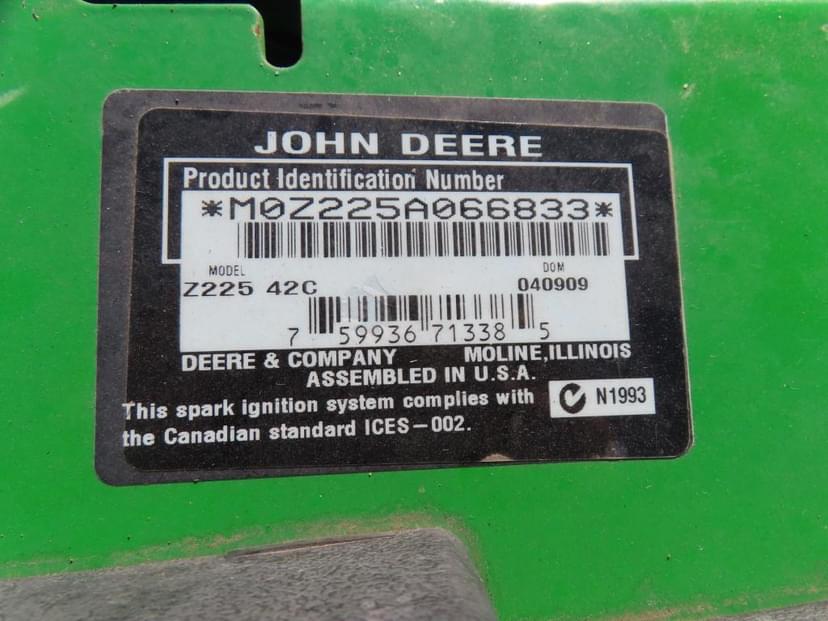 JOHN DEERE
Product Identification Number
*M0Z225A066833*
MODEL DOM
Z225 42C 040909
7 59936 71338 5
DEERE & COMPANY MOLINE, ILLINOIS
ASSEMBLED IN U.S.A.
This spark ignition system complies with
the Canadian standard ICES-002.
N1993